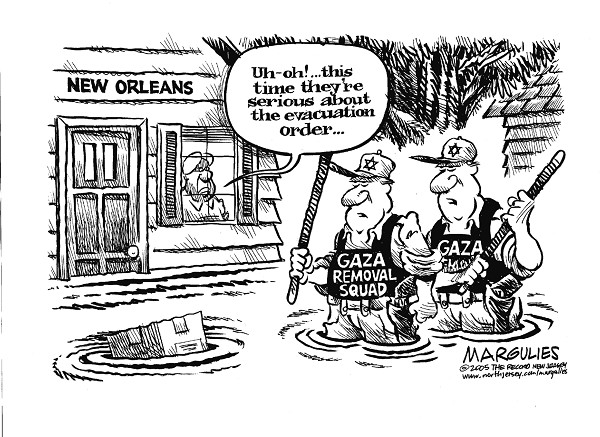 NEW ORLEANS
Uh-oh!...this
time they're
serious about
the evacuation
order...
GAZA
REMOVAL
SQUAD
GAZA
MARGULIES
©2005 THE RECORD NEW JERSEY
www.northjersey.com/margulies